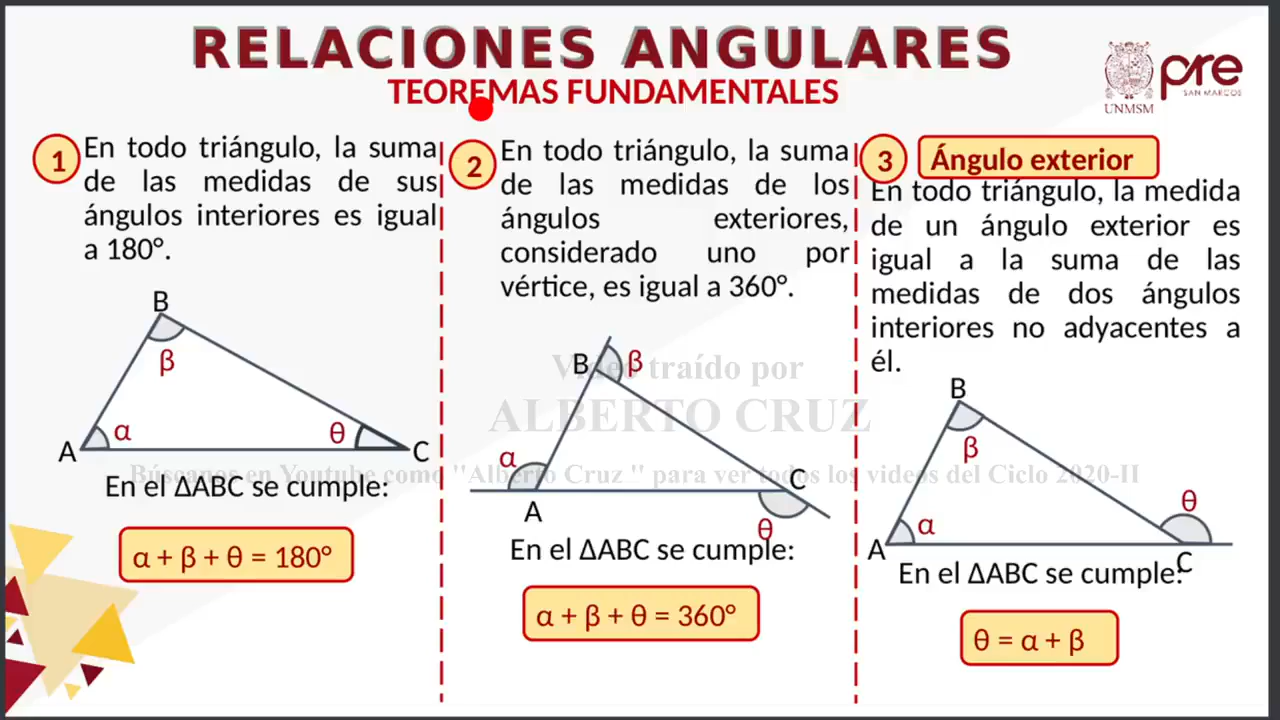 RELACIONES ANGULARES
TEOREMAS FUNDAMENTALES
UNMSM
pre
SAN MARCOS
1
En todo triángulo, la suma
de las medidas de sus
ángulos interiores es igual
a 180°.
B
β
A
α
θ
C
En el ΔABC se cumple:
α + β + θ = 180°
2
En todo triángulo, la suma
de las medidas de los
ángulos exteriores,
considerado uno por
vértice, es igual a 360°.
B
β
α
A
C
θ
En el ΔABC se cumple:
α + β + θ = 360°
3
Ángulo exterior
En todo triángulo, la medida
de un ángulo exterior es
igual a la suma de las
medidas de dos ángulos
interiores no adyacentes a
él.
B
β
θ
A
α
C
En el ΔABC se cumple:
θ = α + β
Video traído por
ALBERTO CRUZ
Búscanos en Youtube como "Alberto Cruz " para ver todos los videos del Ciclo 2020-II